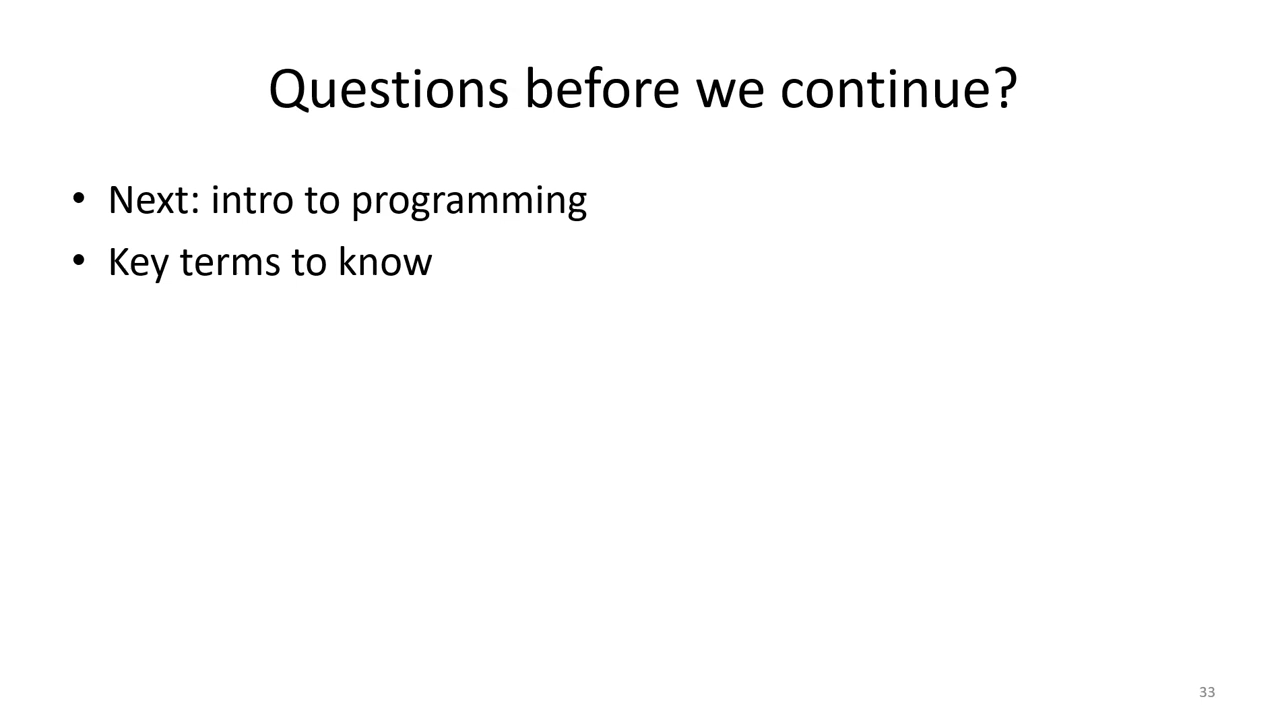 Questions before we continue?
• Next: intro to programming
• Key terms to know
33